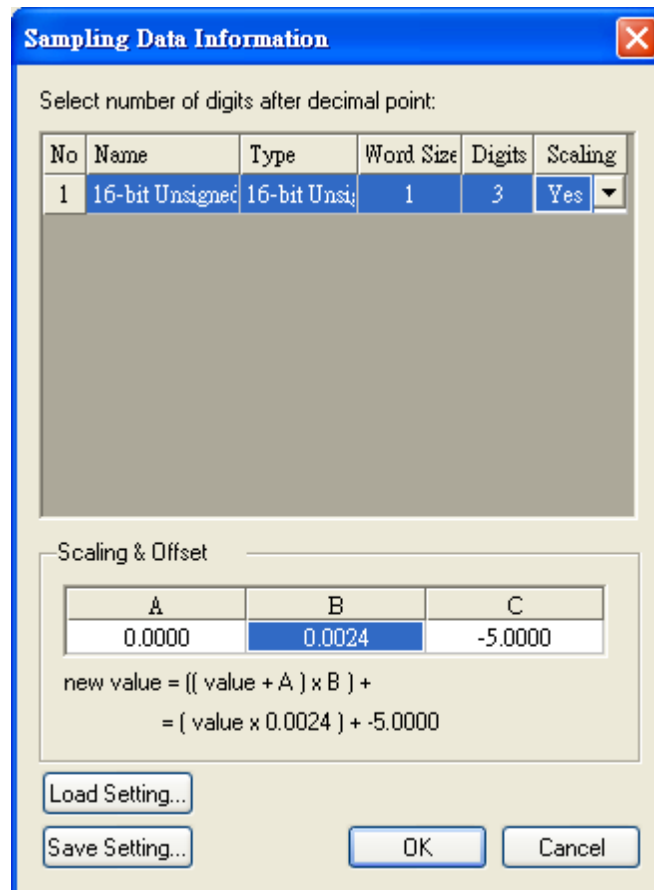 Sampling Data Information
Select number of digits after decimal point:
No Name Type Word Size Digits Scaling
1 16-bit Unsigned 16-bit Unsi 1 3 Yes
Scaling & Offset
A B C
0.0000 0.0024 -5.0000
new value = (( value + A ) x B ) +
= ( value x 0.0024 ) + -5.0000
Load Setting...
Save Setting... OK Cancel